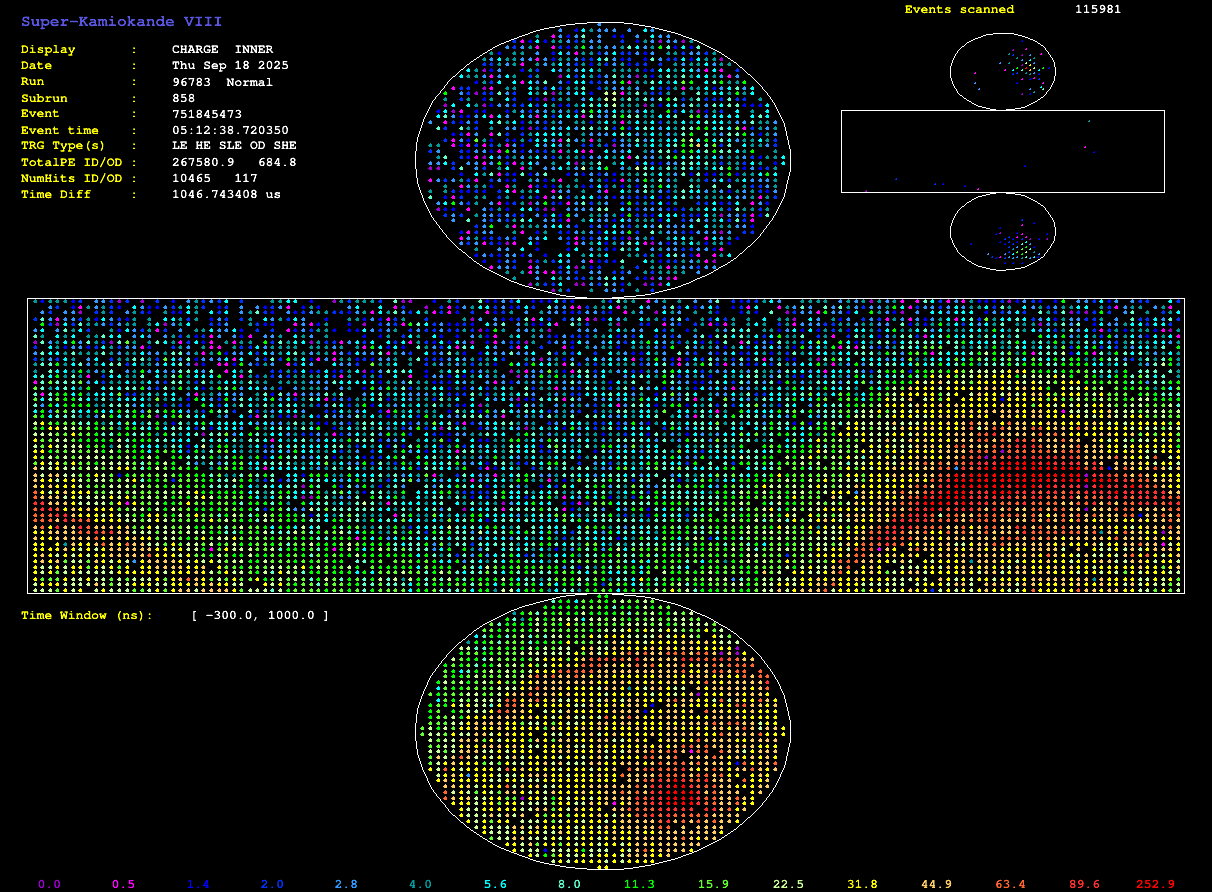 Super-Kamiokande VIII
Events scanned 115981
Display : CHARGE INNER
Date : Thu Sep 18 2025
Run : 96783 Normal
Subrun : 858
Event : 751845473
Event time : 05:12:38.720350
TRG Type(s) : LE HE SLE OD SHE
TotalPE ID/OD : 267580.9 684.8
NumHits ID/OD : 10465 117
Time Diff : 1046.743408 us
Time Window (ns): [ -300.0, 1000.0 ]
0.0 0.5 1.4 2.0 2.8 4.0 5.6 8.0 11.3 15.9 22.5 31.8 44.9 63.4 89.6 252.9